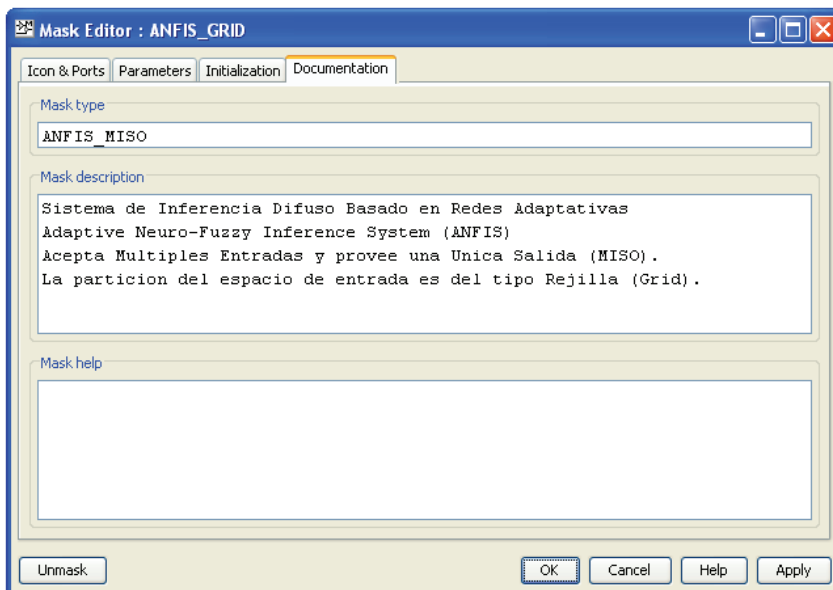 Mask Editor : ANFIS_GRID
Icon & Ports Parameters Initialization Documentation
Mask type
ANFIS_MISO
Mask description
Sistema de Inferencia Difuso Basado en Redes Adaptativas
Adaptive Neuro-Fuzzy Inference System (ANFIS)
Acepta Multiples Entradas y provee una Unica Salida (MISO).
La particion del espacio de entrada es del tipo Rejilla (Grid).
Mask help
Unmask OK Cancel Help Apply